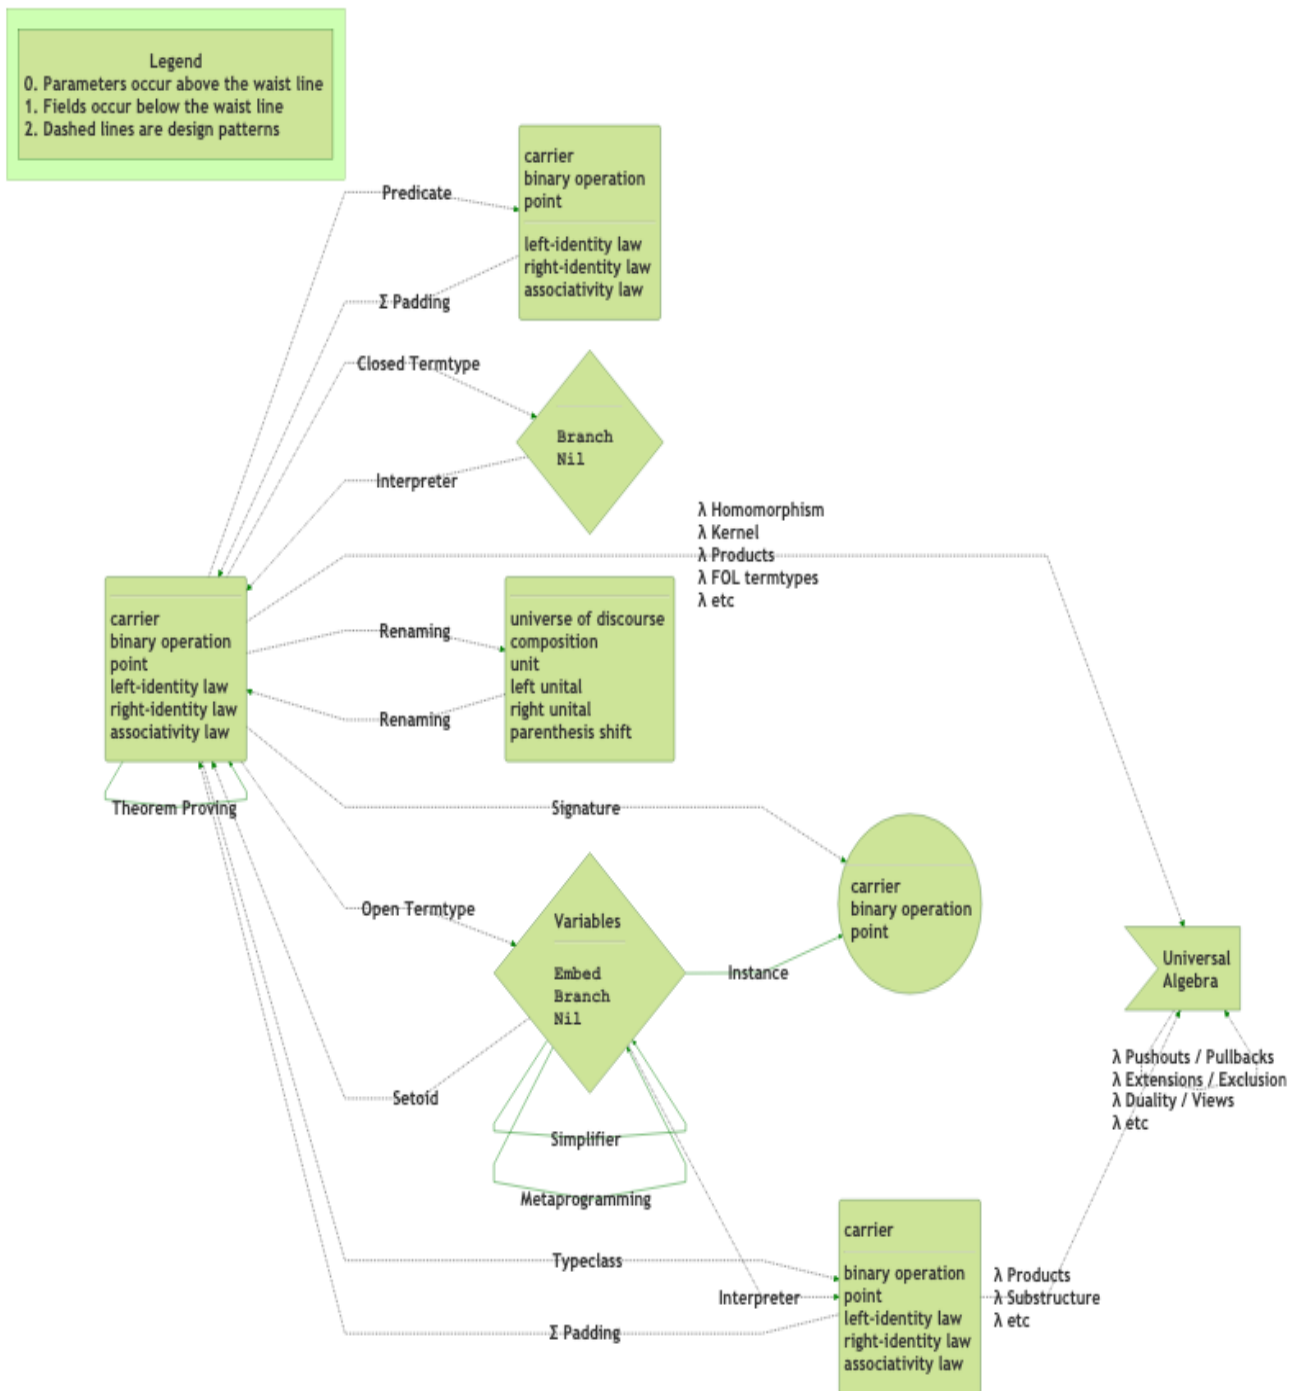 Legend
0. Parameters occur above the waist line
1. Fields occur below the waist line
2. Dashed lines are design patterns
carrier
binary operation
point
left-identity law
right-identity law
associativity law
Predicate
Σ Padding
Closed Termtype
Branch
Nil
Interpreter
λ Homomorphism
λ Kernel
λ Products
λ FOL termtypes
λ etc
carrier
binary operation
point
left-identity law
right-identity law
associativity law
Renaming
Renaming
universe of discourse
composition
unit
left unital
right unital
parenthesis shift
Theorem Proving
Signature
carrier
binary operation
point
Open Termtype
Variables
Embed
Branch
Nil
Instance
Universal
Algebra
λ Pushouts / Pullbacks
λ Extensions / Exclusion
λ Duality / Views
λ etc
Setoid
Simplifier
Metaprogramming
Typeclass
Interpreter
Σ Padding
carrier
binary operation
point
left-identity law
right-identity law
associativity law
λ Products
λ Substructure
λ etc